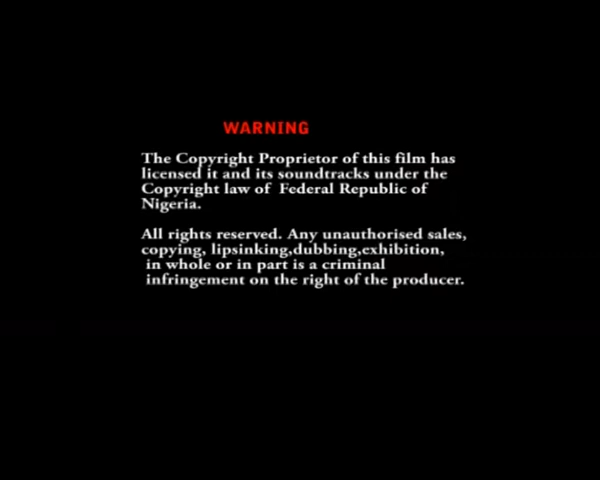 WARNING
The Copyright Proprietor of this film has
licensed it and its soundtracks under the
Copyright law of Federal Republic of
Nigeria.
All rights reserved. Any unauthorised sales,
copying, lipsinking,dubbing,exhibition,
in whole or in part is a criminal
infringement on the right of the producer.